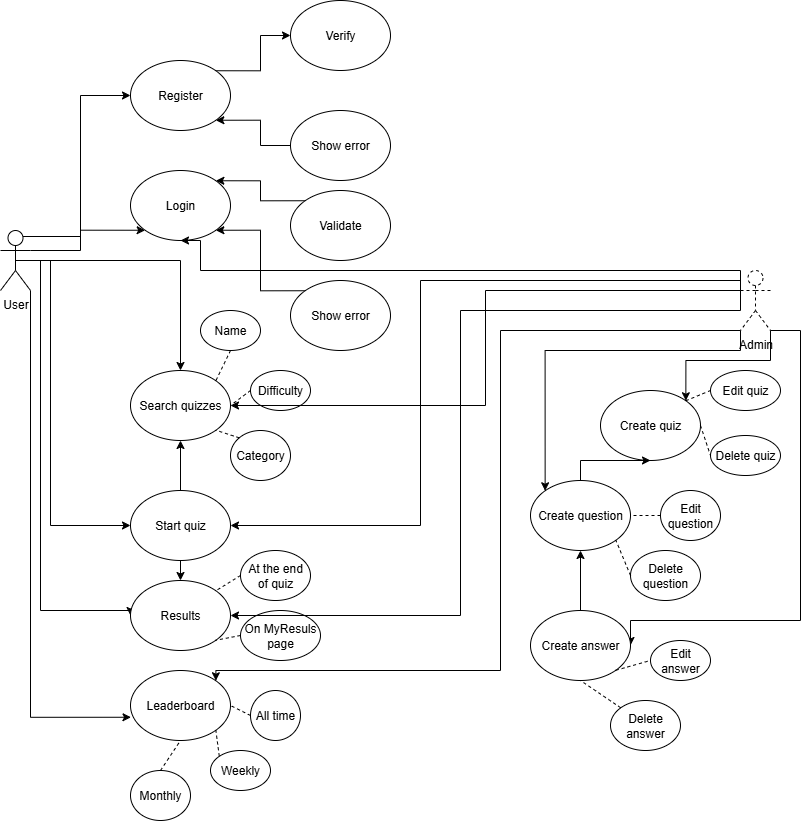 Verify
Register
Show error
Login
Validate
User
Show error
Name
Admin
Difficulty
Edit quiz
Search quizzes
Create quiz
Category
Delete quiz
Start quiz
Create question
Edit
question
At the end
of quiz
Delete
question
Results
On MyResuls
page
Create answer
Edit
answer
Leaderboard
All time
Delete
answer
Weekly
Monthly